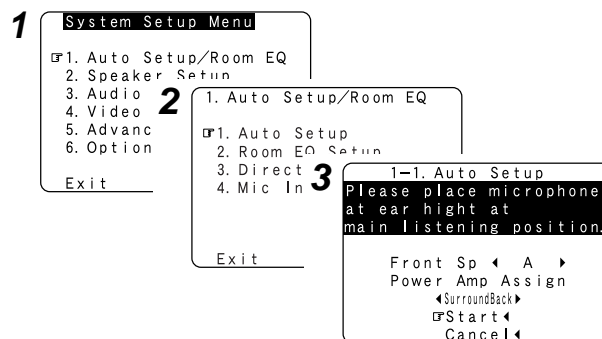 1
System Setup Menu
☞1. Auto Setup/Room EQ
2. Speaker Setup
3. Audio
4. Video
5. Advanc
6. Option
Exit
2
1. Auto Setup/Room EQ
☞1. Auto Setup
2. Room EQ Setup
3. Direct
4. Mic In
Exit
3
1-1. Auto Setup
Please place microphone
at ear hight at
main listening position.
Front Sp ◀ A ▶
Power Amp Assign
◀SurroundBack▶
☞Start◀
Cancel◀